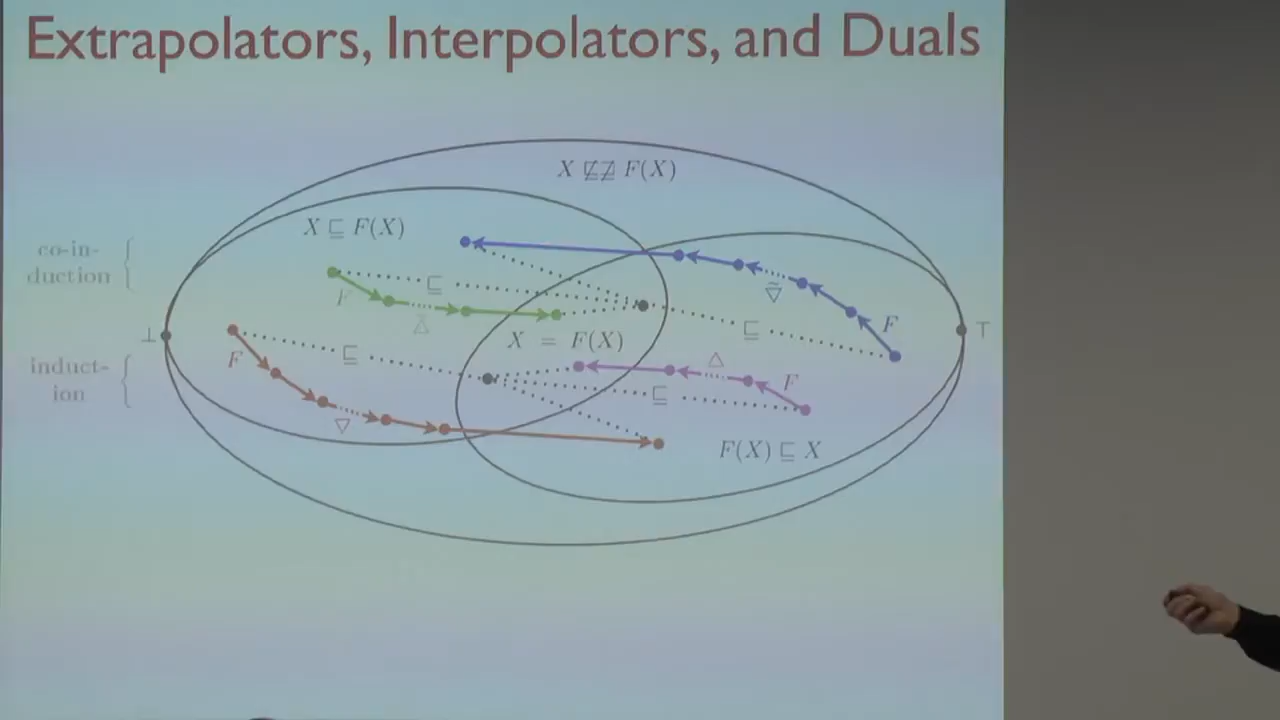 Extrapolators, Interpolators, and Duals
X ⋢⋣ F(X)
X ⊑ F(X)
co-in-
duction
⊑
F
Δ̃
∇̃
F
⊑
⊥
⊤
X = F(X)
induct-
ion
⊑
F
∇
Δ
F
⊑
F(X) ⊑ X